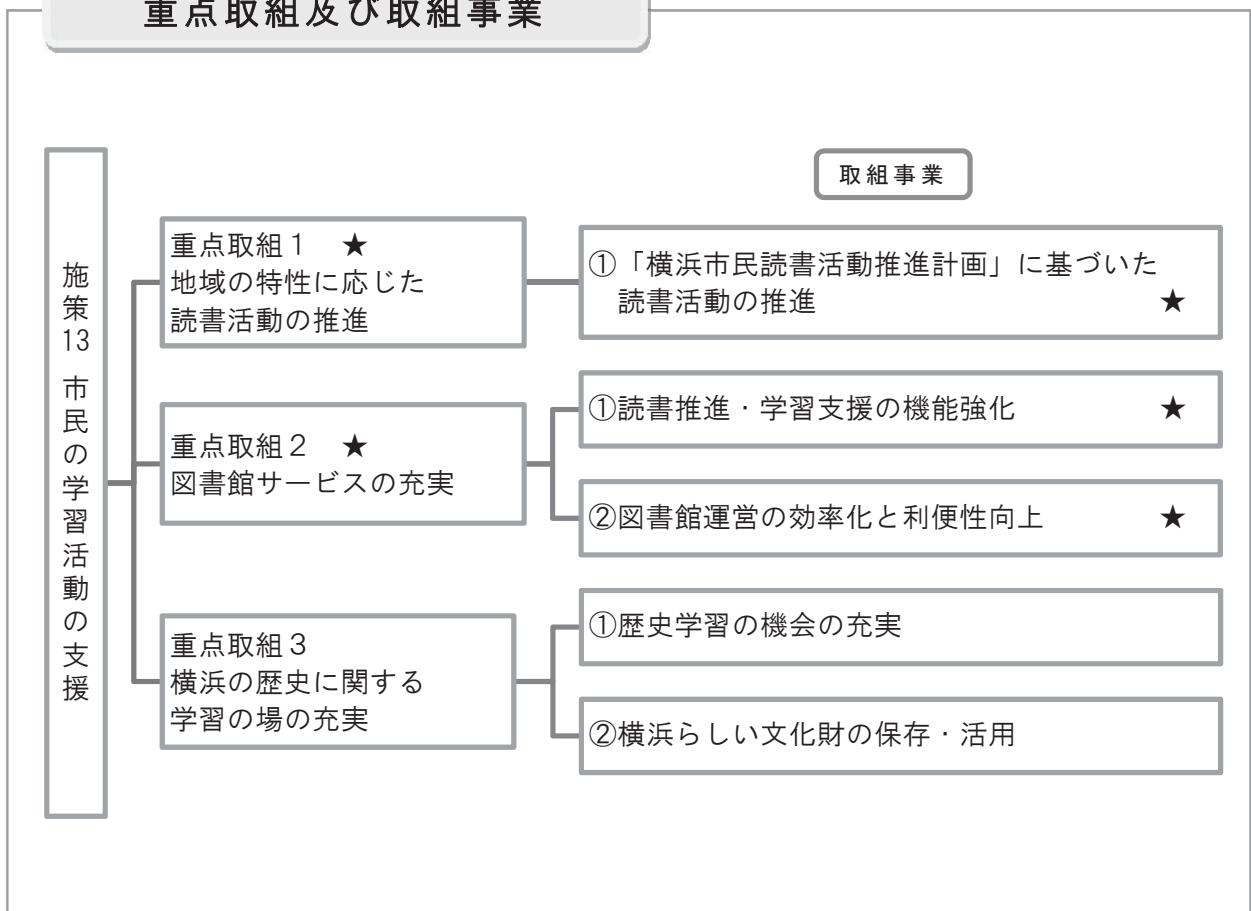 重点取組及び取組事業
取組事業
施策13 市民の学習活動の支援
重点取組1 ★
地域の特性に応じた
読書活動の推進
①「横浜市民読書活動推進計画」に基づいた
読書活動の推進 ★
重点取組2 ★
図書館サービスの充実
①読書推進・学習支援の機能強化 ★
②図書館運営の効率化と利便性向上 ★
重点取組3
横浜の歴史に関する
学習の場の充実
①歴史学習の機会の充実
②横浜らしい文化財の保存・活用